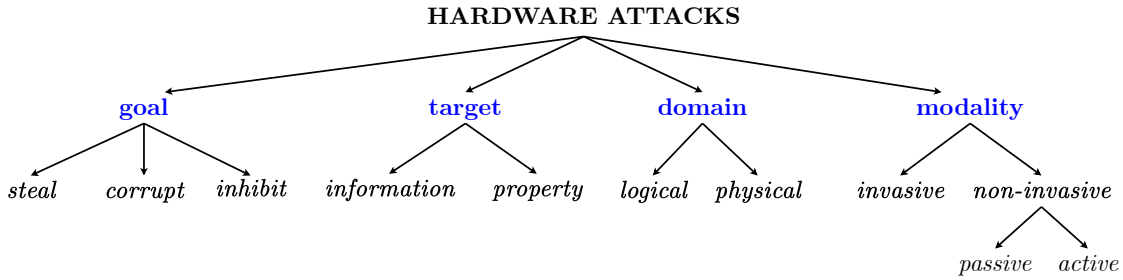 HARDWARE ATTACKS
goal target domain modality
steal corrupt inhibit information property logical physical invasive non-invasive
passive active